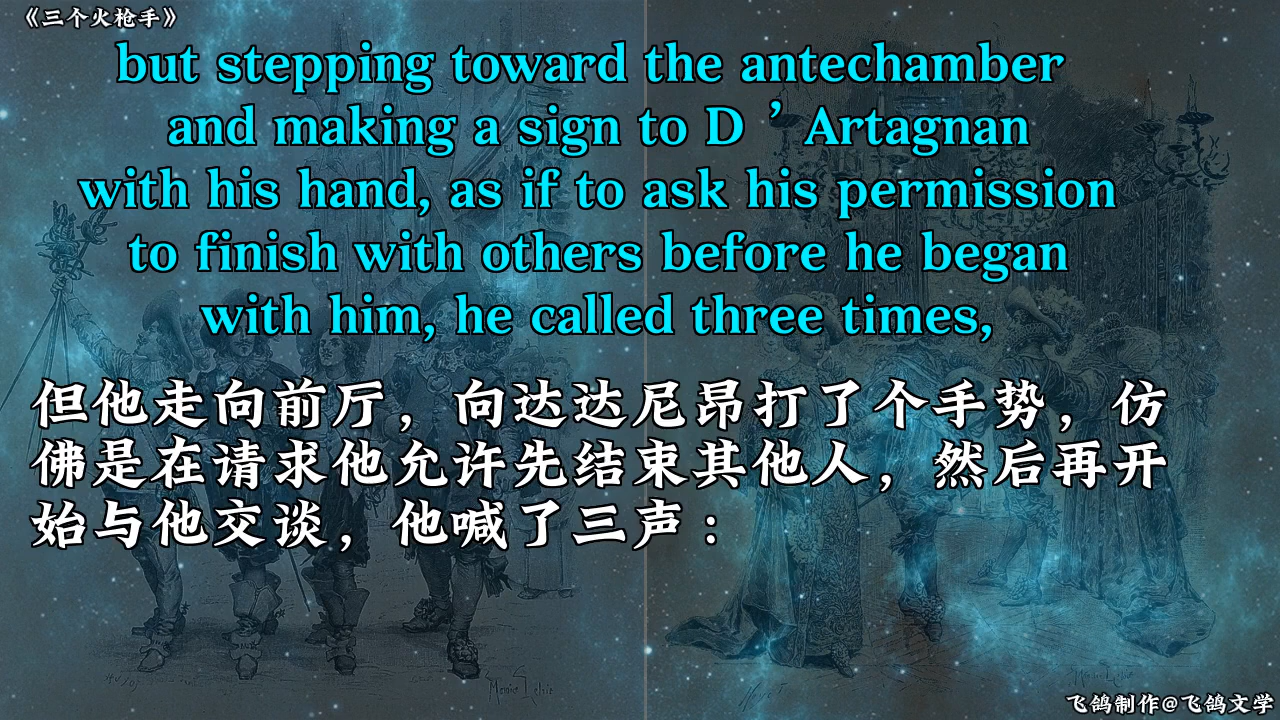 《三个火枪手》
but stepping toward the antechamber
and making a sign to D ’ Artagnan
with his hand, as if to ask his permission
to finish with others before he began
with him, he called three times,
但他走向前厅，向达达尼昂打了个手势，仿
佛是在请求他允许先结束其他人，然后再开
始与他交谈，他喊了三声：
飞鸽制作@飞鸽文学